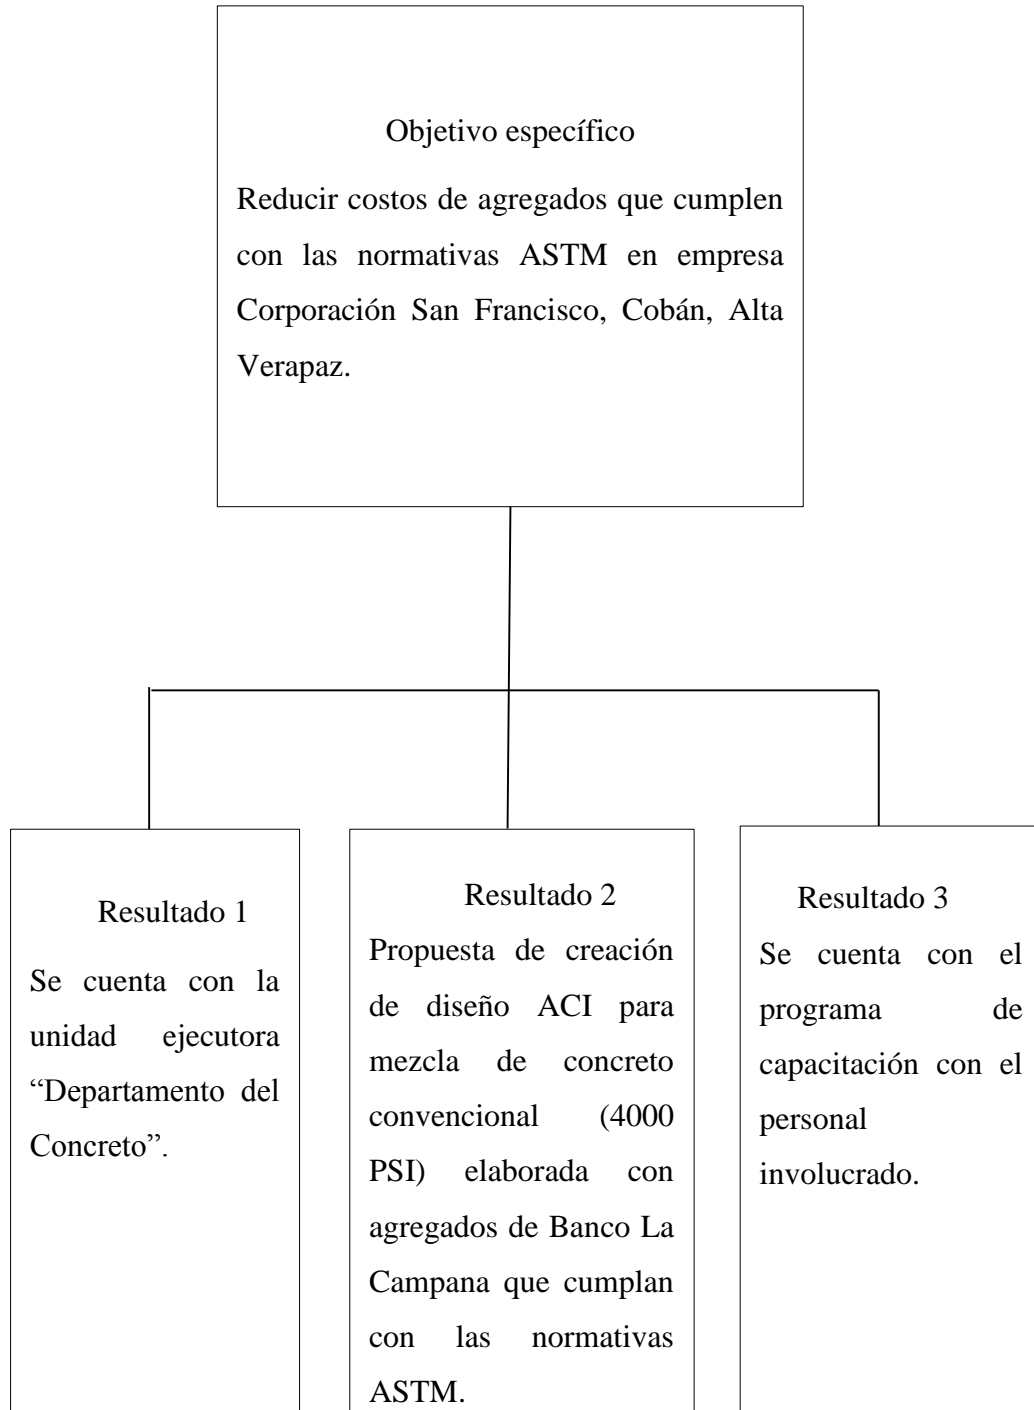 Objetivo específico
Reducir costos de agregados que cumplen
con las normativas ASTM en empresa
Corporación San Francisco, Cobán, Alta
Verapaz.
Resultado 1
Se cuenta con la
unidad ejecutora
“Departamento del
Concreto”.
Resultado 2
Propuesta de creación
de diseño ACI para
mezcla de concreto
convencional (4000
PSI) elaborada con
agregados de Banco La
Campana que cumplan
con las normativas
ASTM.
Resultado 3
Se cuenta con el
programa de
capacitación con el
personal
involucrado.